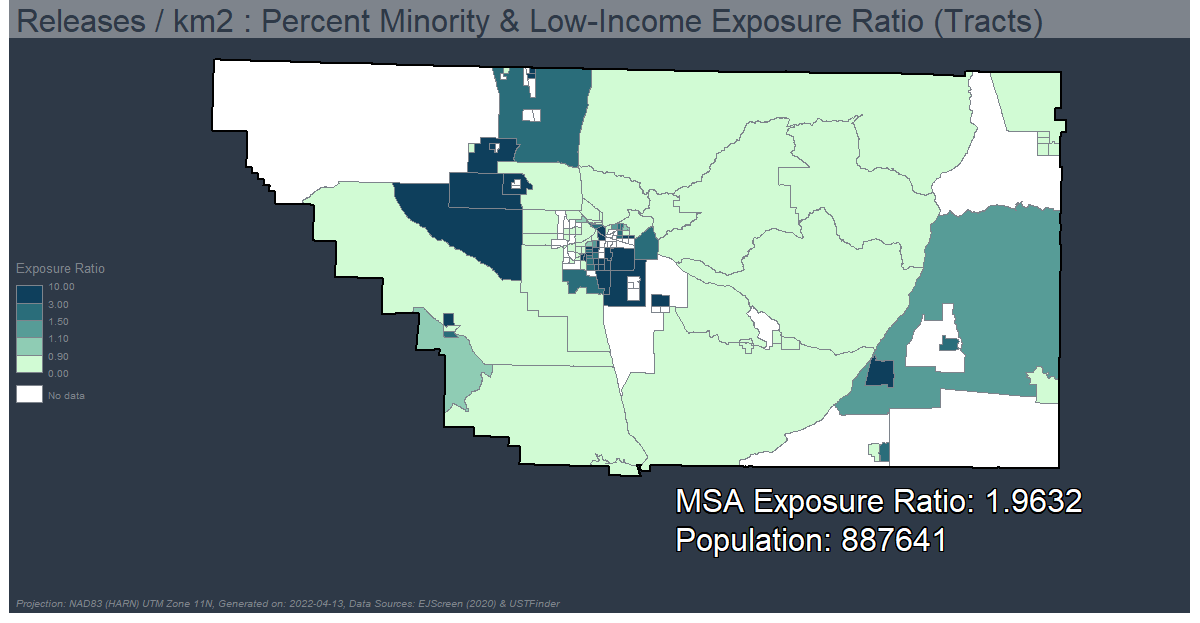 Releases / km2 : Percent Minority & Low-Income Exposure Ratio (Tracts)
Exposure Ratio
10.00
3.00
1.50
1.10
0.90
0.00
No data
MSA Exposure Ratio: 1.9632
Population: 887641
Projection: NAD83 (HARN) UTM Zone 11N, Generated on: 2022-04-13, Data Sources: EJScreen (2020) & USTFinder